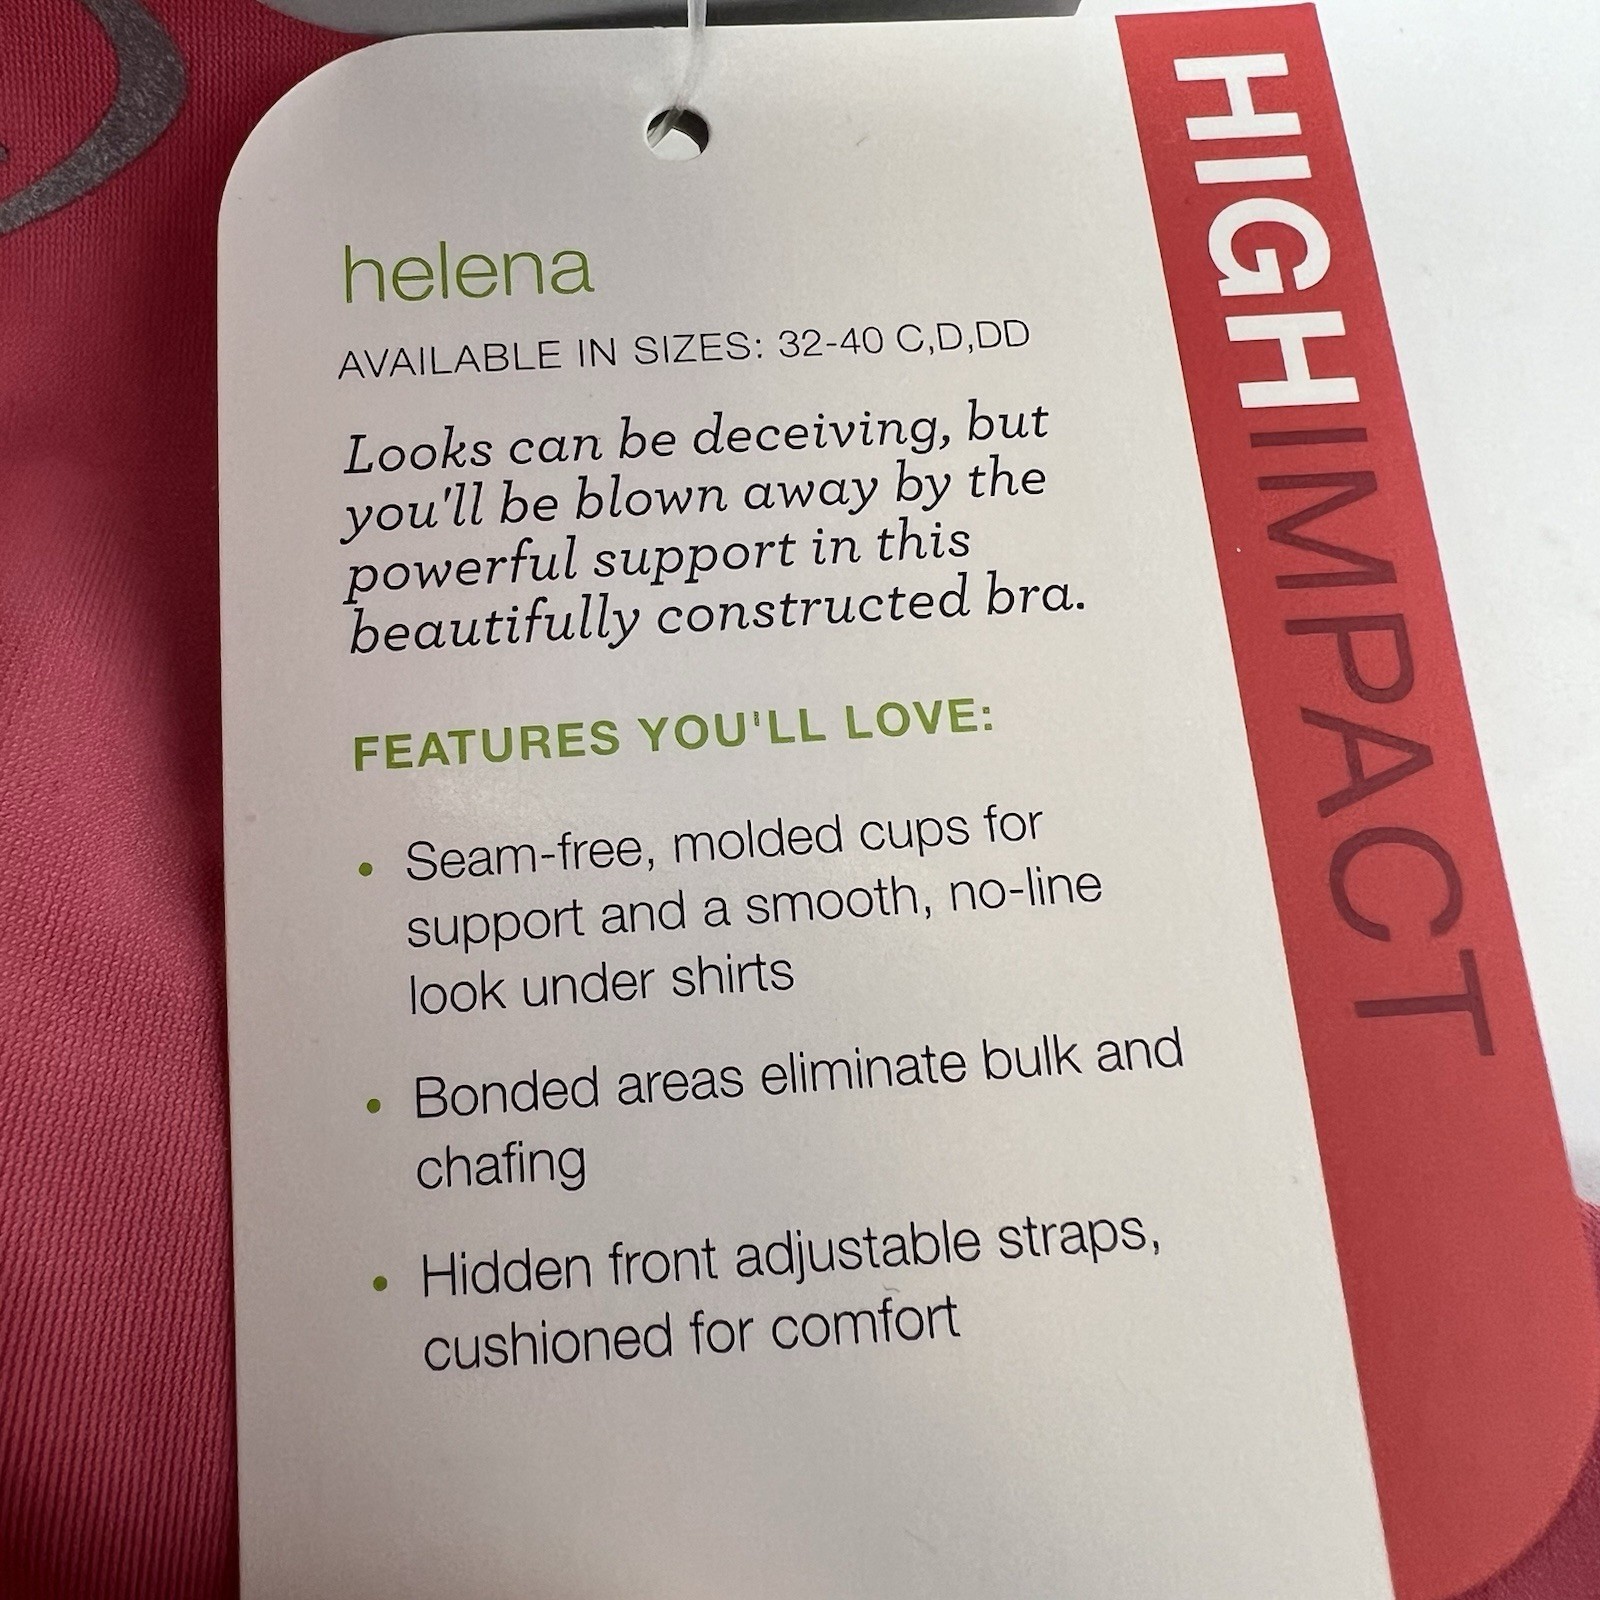 helena
AVAILABLE IN SIZES: 32-40 C,D,DD
Looks can be deceiving, but
you'll be blown away by the
powerful support in this
beautifully constructed bra.
FEATURES YOU'LL LOVE:
• Seam-free, molded cups for
support and a smooth, no-line
look under shirts
• Bonded areas eliminate bulk and
chafing
• Hidden front adjustable straps,
cushioned for comfort
HIGHIMPACT